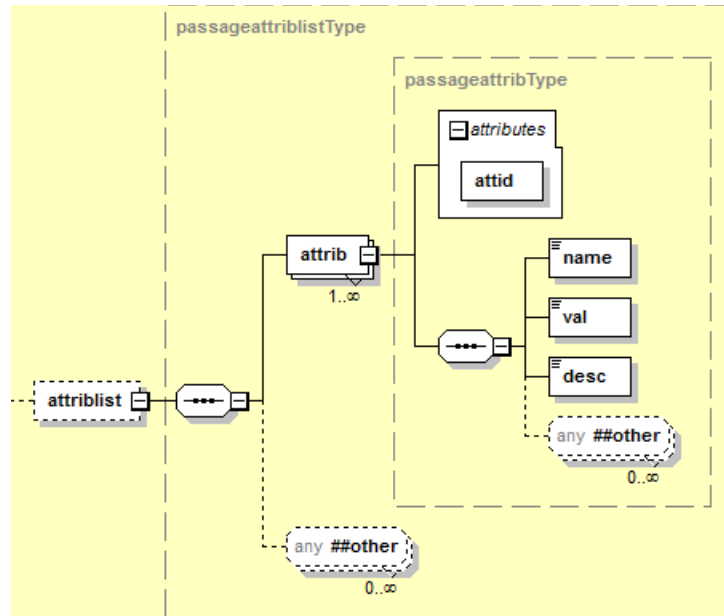 passageattriblistType
passageattribType
attributes
attid
attrib
1..∞
name
val
desc
any ##other
0..∞
attriblist
any ##other
0..∞